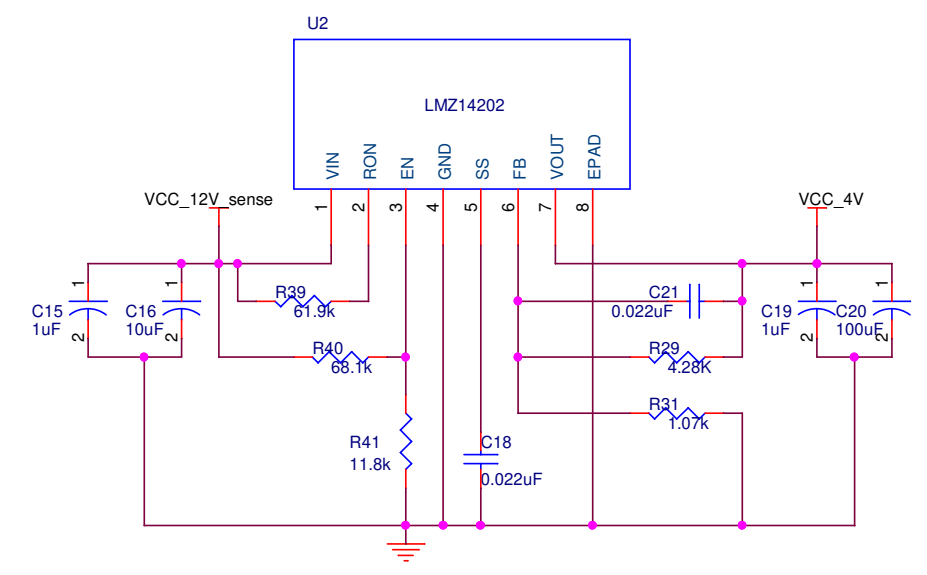 U2
LMZ14202
VIN
RON
EN
GND
SS
FB
VOUT
EPAD
1
2
3
4
5
6
7
8
VCC_12V_sense
VCC_4V
C15
1uF
1
2
C16
10uF
1
2
R39
61.9k
R40
68.1k
R41
11.8k
C18
0.022uF
C21
0.022uF
R29
4.28K
R31
1.07k
C19
1uF
1
2
C20
100uF
1
2